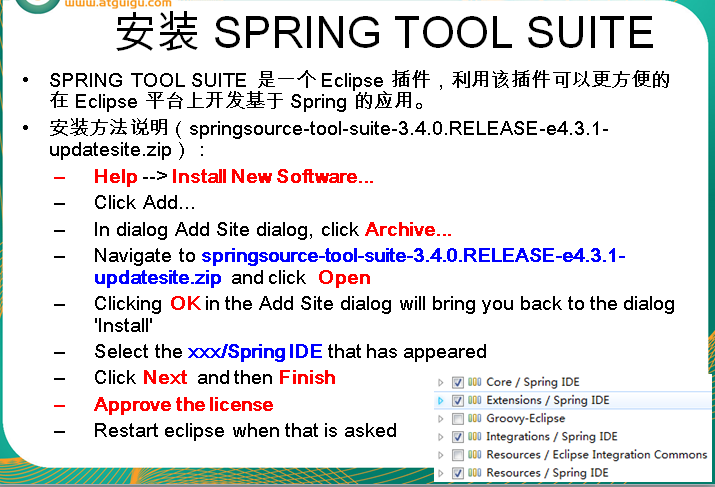 www.atguigu.com
安装 SPRING TOOL SUITE
• SPRING TOOL SUITE 是一个 Eclipse 插件，利用该插件可以更方便的
在 Eclipse 平台上开发基于 Spring 的应用。
• 安装方法说明（springsource-tool-suite-3.4.0.RELEASE-e4.3.1-
updatesite.zip）：
– Help --> Install New Software...
– Click Add...
– In dialog Add Site dialog, click Archive...
– Navigate to springsource-tool-suite-3.4.0.RELEASE-e4.3.1-
updatesite.zip and click Open
– Clicking OK in the Add Site dialog will bring you back to the dialog
'Install'
– Select the xxx/Spring IDE that has appeared
– Click Next and then Finish
– Approve the license
– Restart eclipse when that is asked
Core / Spring IDE
Extensions / Spring IDE
Groovy-Eclipse
Integrations / Spring IDE
Resources / Eclipse Integration Commons
Resources / Spring IDE